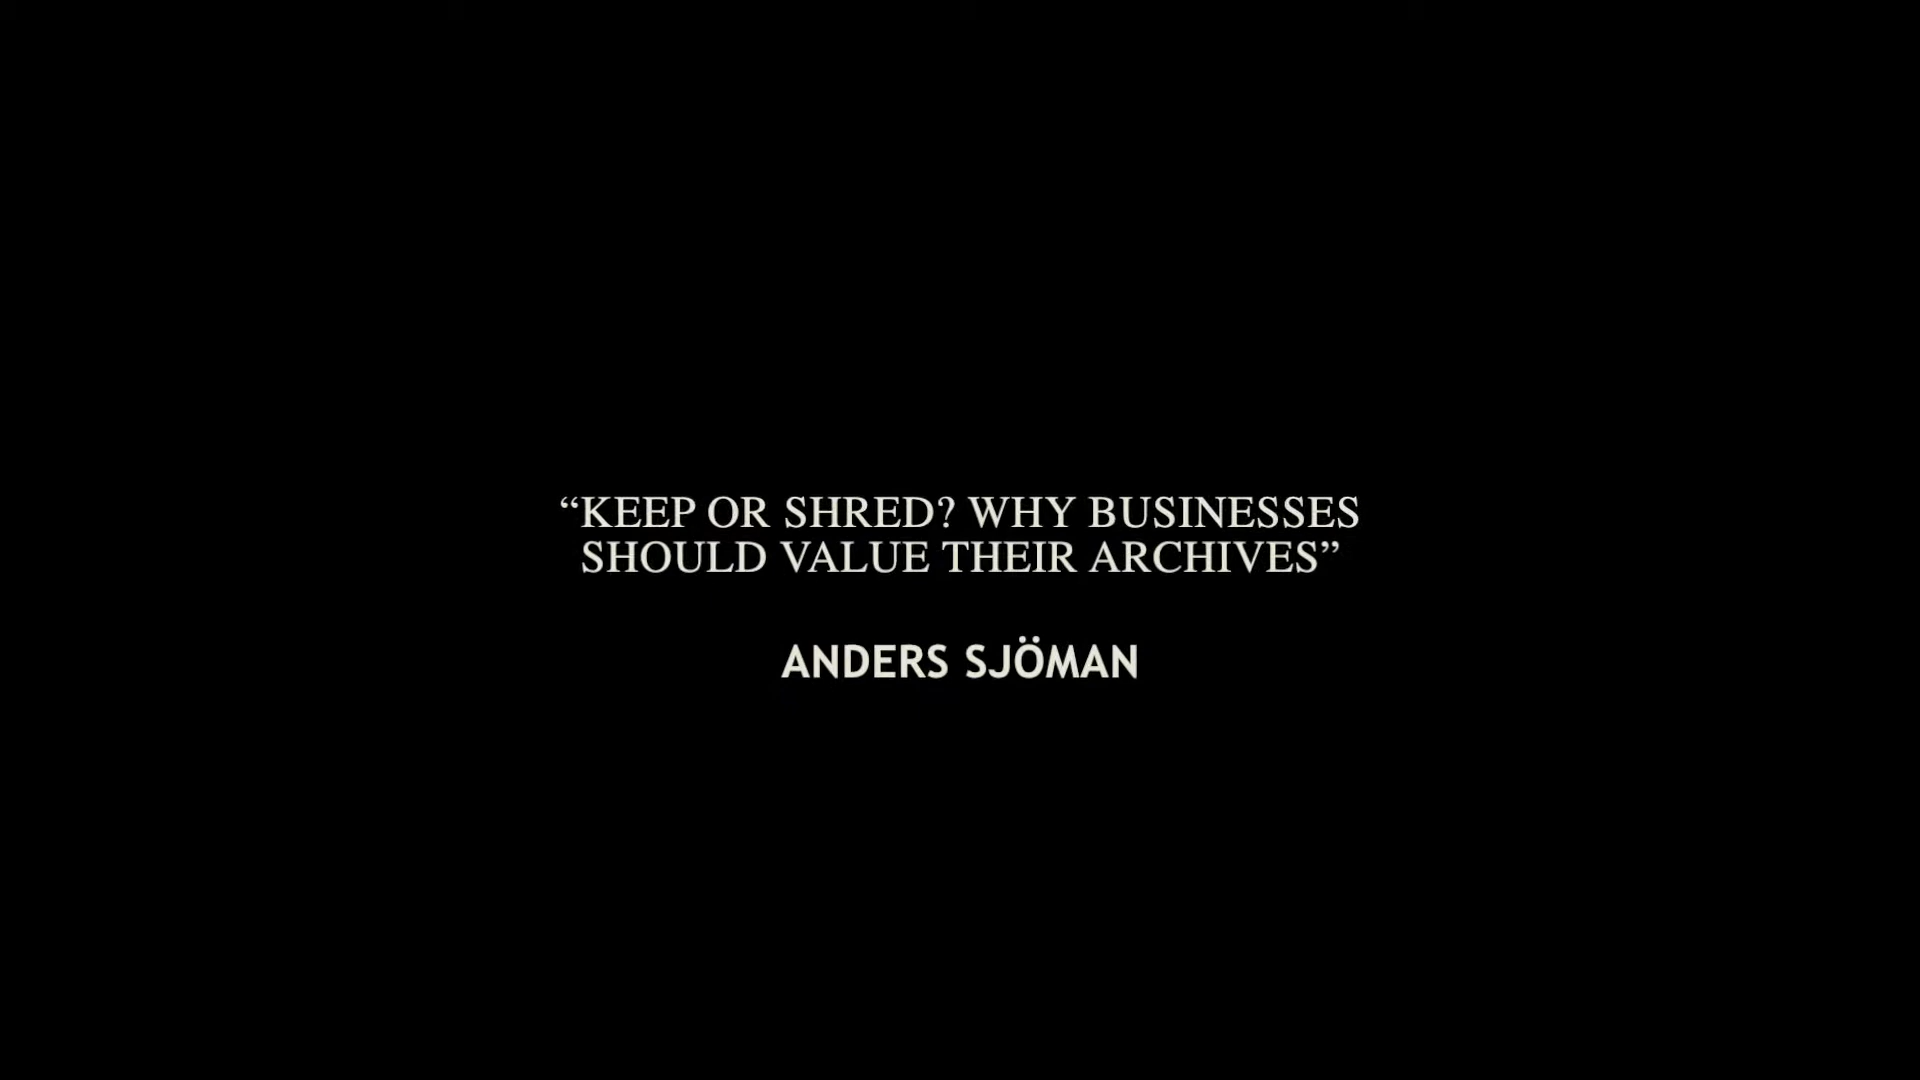 “KEEP OR SHRED? WHY BUSINESSES
SHOULD VALUE THEIR ARCHIVES”
ANDERS SJÖMAN